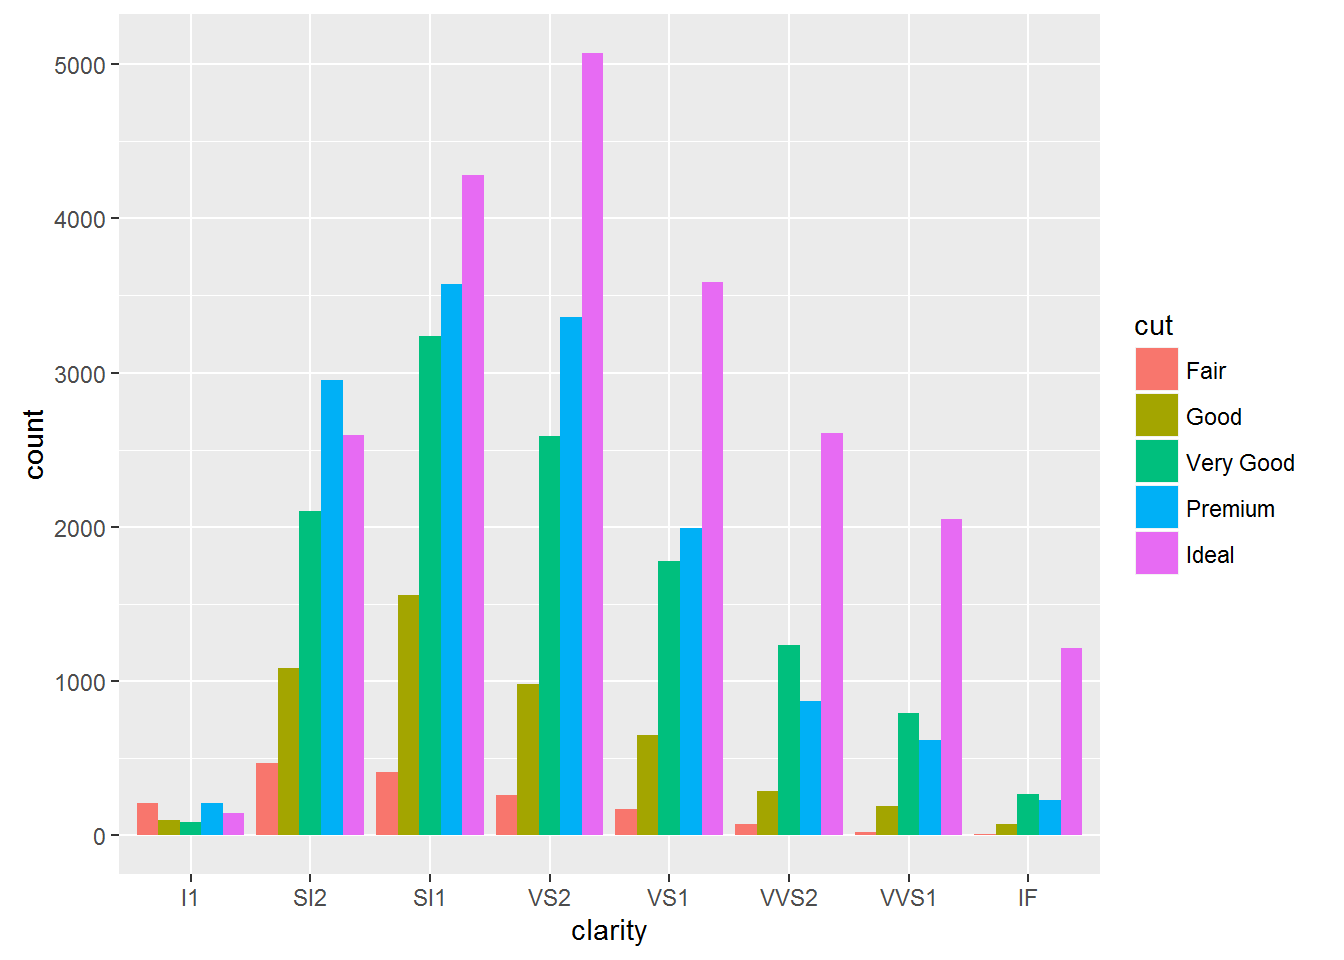 5000
4000
3000
2000
1000
0
count
I1 SI2 SI1 VS2 VS1 VVS2 VVS1 IF
clarity
cut
Fair
Good
Very Good
Premium
Ideal